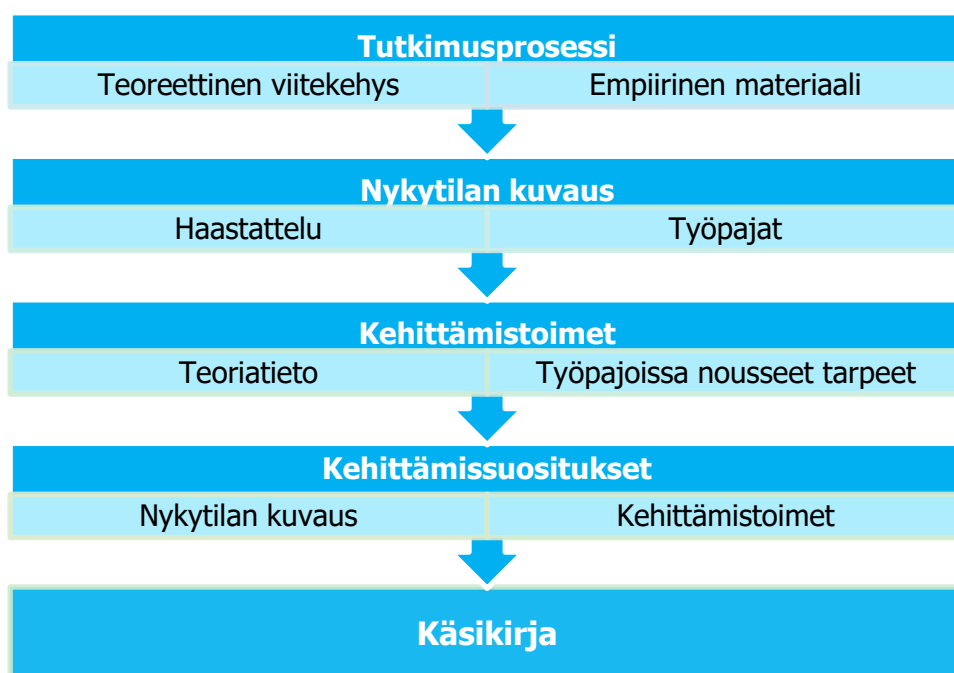 Tutkimusprosessi
Teoreettinen viitekehys Empiirinen materiaali
Nykytilan kuvaus
Haastattelu Työpajat
Kehittämistoimet
Teoriatieto Työpajoissa nousseet tarpeet
Kehittämissuositukset
Nykytilan kuvaus Kehittämistoimet
Käsikirja